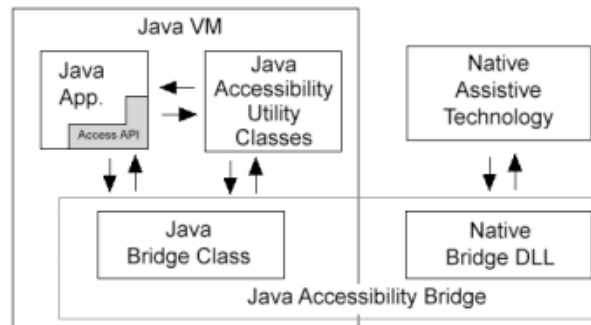 Java VM
Java
App.
Access API
Java
Accessibility
Utility
Classes
Native
Assistive
Technology
Java
Bridge Class
Native
Bridge DLL
Java Accessibility Bridge